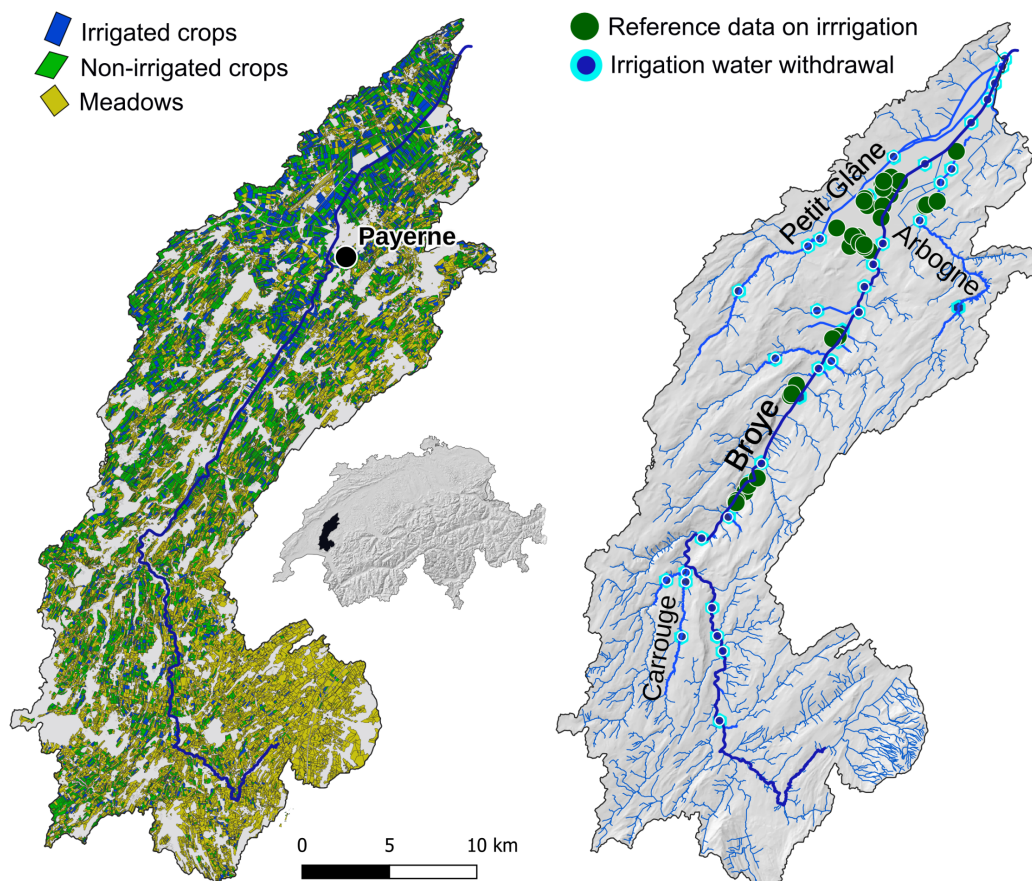 Irrigated crops
Non-irrigated crops
Meadows
Payerne
0 5 10 km
Reference data on irrrigation
Irrigation water withdrawal
Petit Glâne
Arbogne
Broye
Carrouge